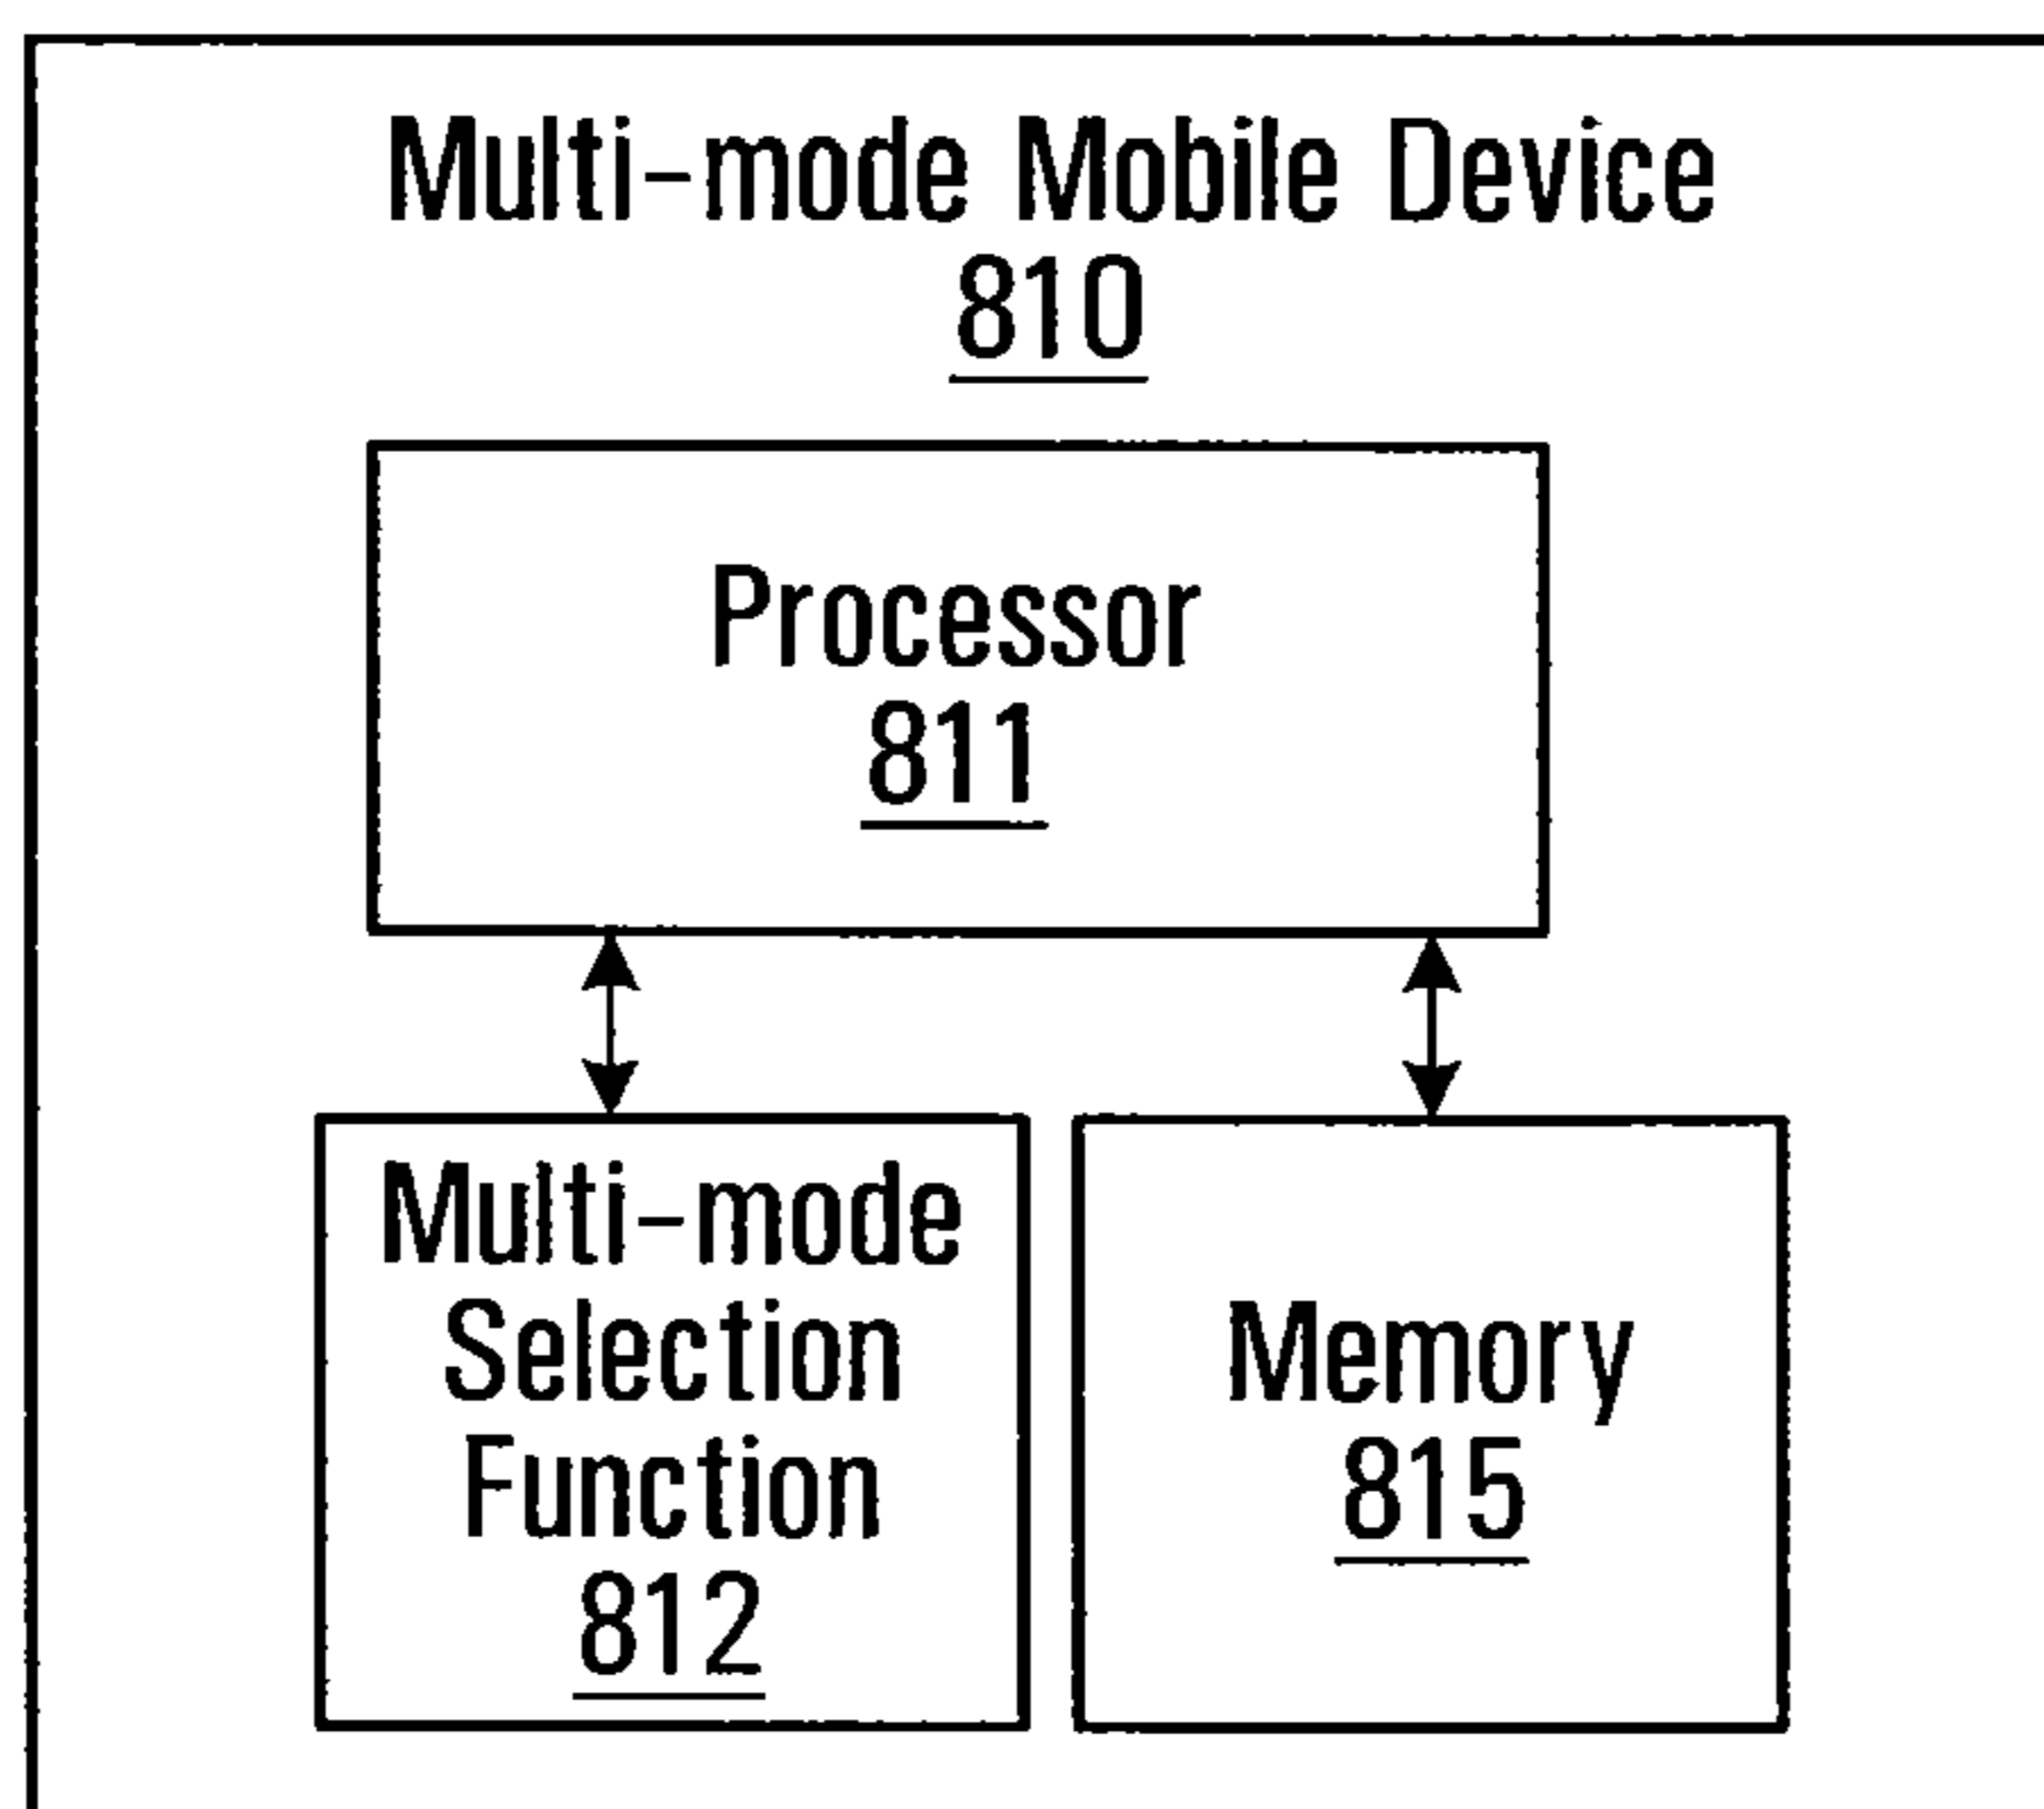 Multi-mode Mobile Device
810
Processor
811
Multi-mode
Selection
Function
812
Memory
815